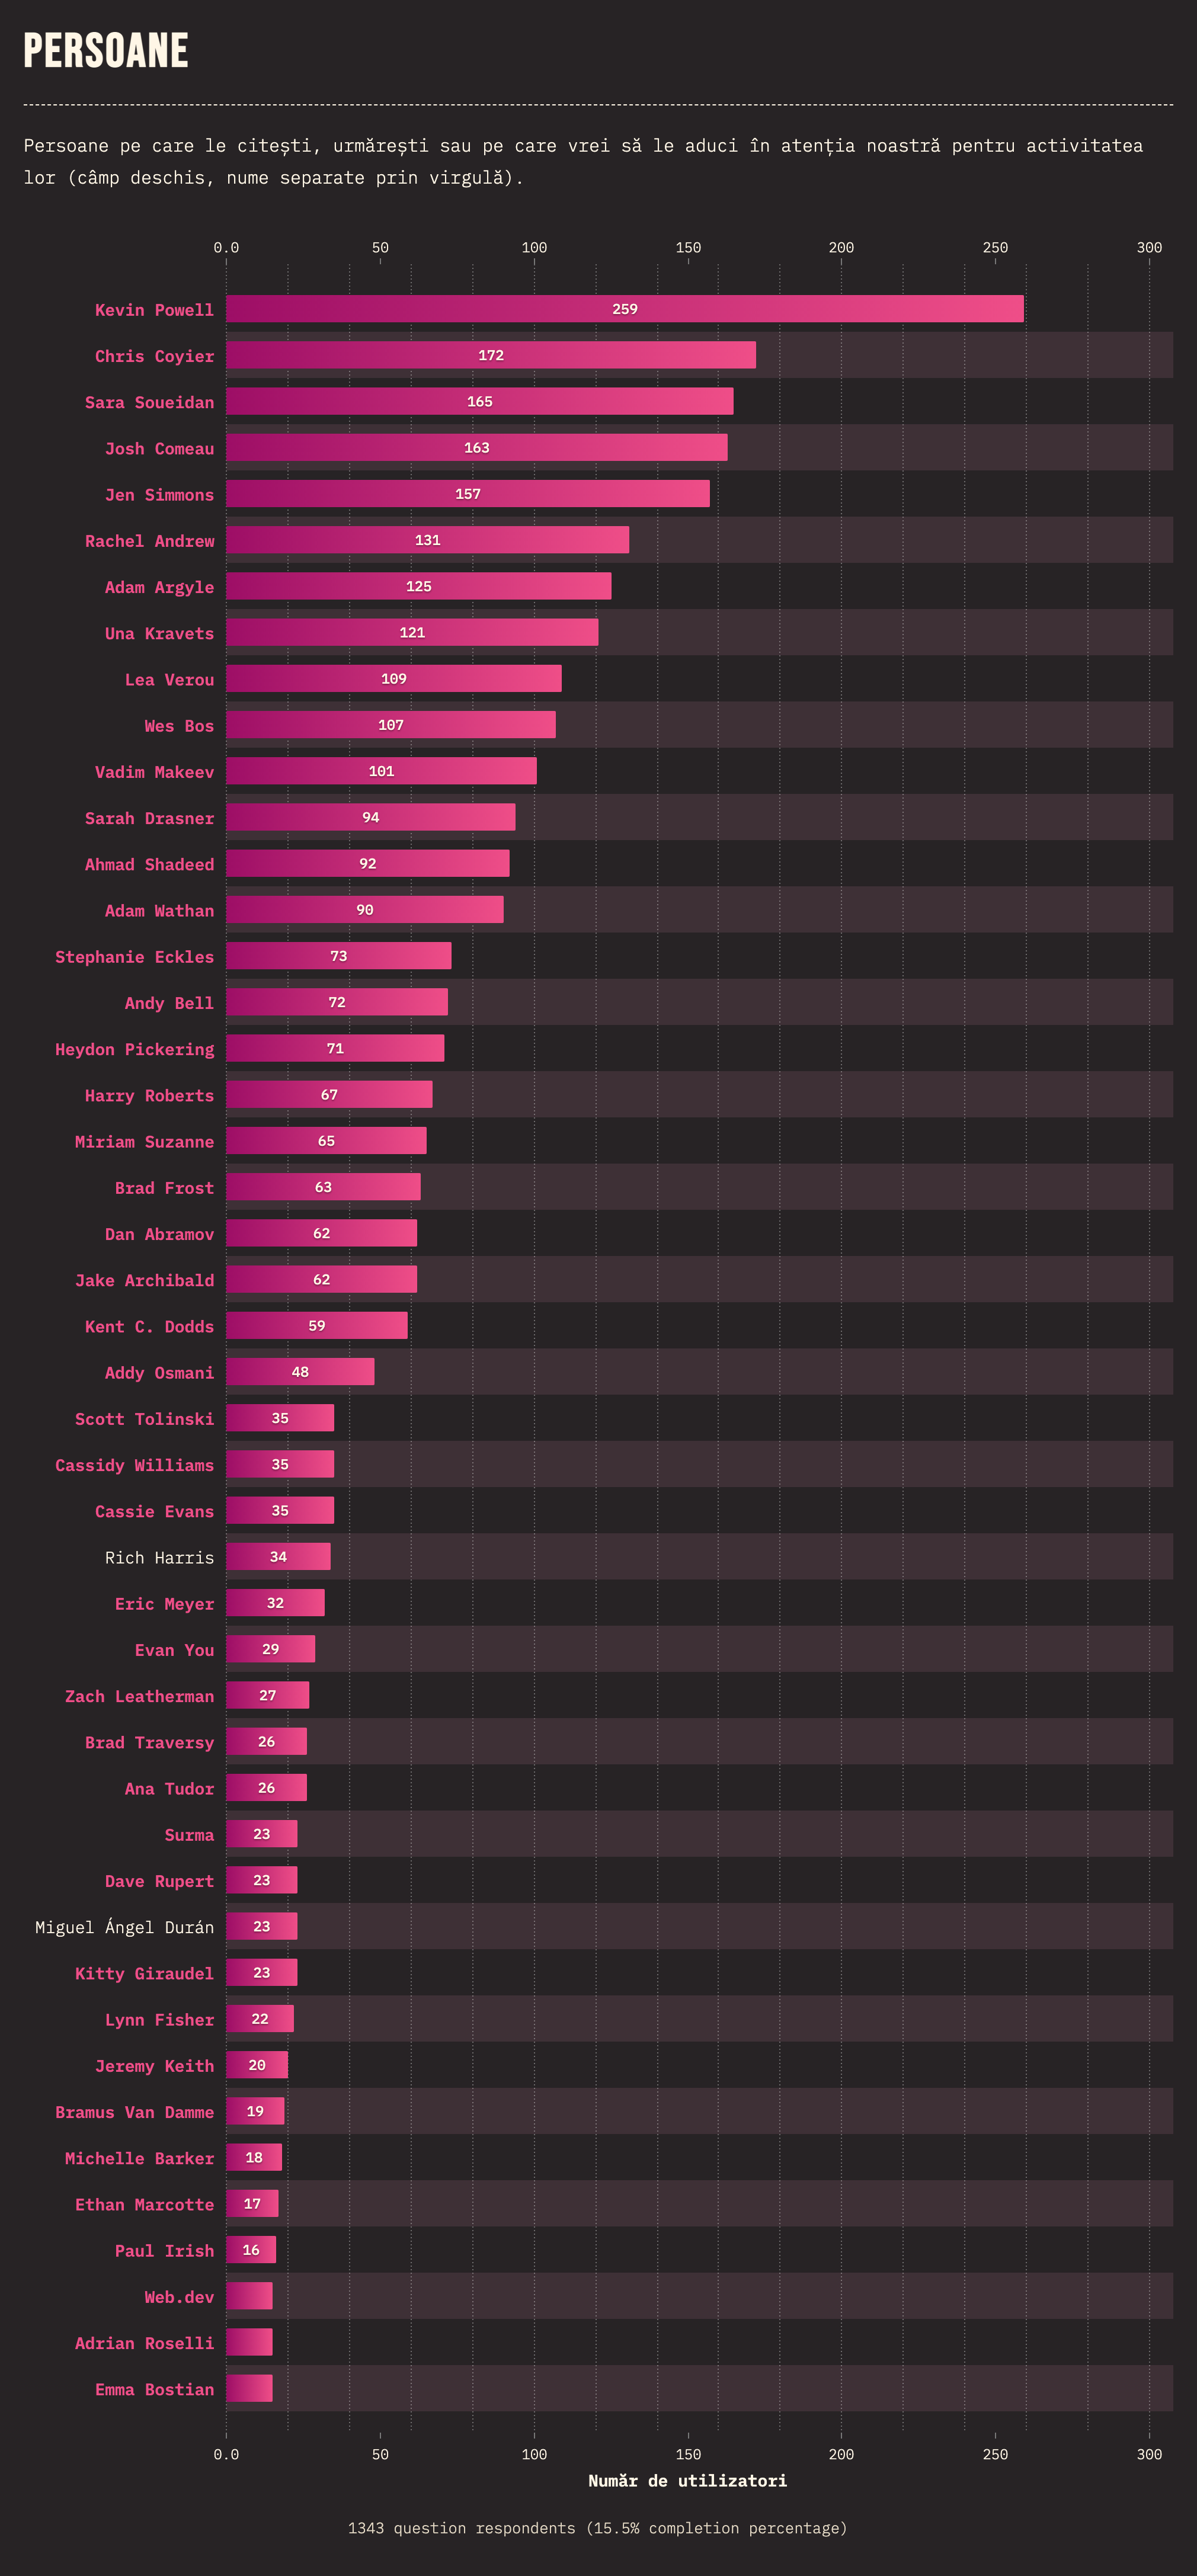 PERSOANE
Persoane pe care le citești, urmărești sau pe care vrei să le aduci în atenția noastră pentru activitatea
lor (câmp deschis, nume separate prin virgulă).
0.0 50 100 150 200 250 300
Kevin Powell 259
Chris Coyier 172
Sara Soueidan 165
Josh Comeau 163
Jen Simmons 157
Rachel Andrew 131
Adam Argyle 125
Una Kravets 121
Lea Verou 109
Wes Bos 107
Vadim Makeev 101
Sarah Drasner 94
Ahmad Shadeed 92
Adam Wathan 90
Stephanie Eckles 73
Andy Bell 72
Heydon Pickering 71
Harry Roberts 67
Miriam Suzanne 65
Brad Frost 63
Dan Abramov 62
Jake Archibald 62
Kent C. Dodds 59
Addy Osmani 48
Scott Tolinski 35
Cassidy Williams 35
Cassie Evans 35
Rich Harris 34
Eric Meyer 32
Evan You 29
Zach Leatherman 27
Brad Traversy 26
Ana Tudor 26
Surma 23
Dave Rupert 23
Miguel Ángel Durán 23
Kitty Giraudel 23
Lynn Fisher 22
Jeremy Keith 20
Bramus Van Damme 19
Michelle Barker 18
Ethan Marcotte 17
Paul Irish 16
Web.dev
Adrian Roselli
Emma Bostian
0.0 50 100 150 200 250 300
Număr de utilizatori
1343 question respondents (15.5% completion percentage)